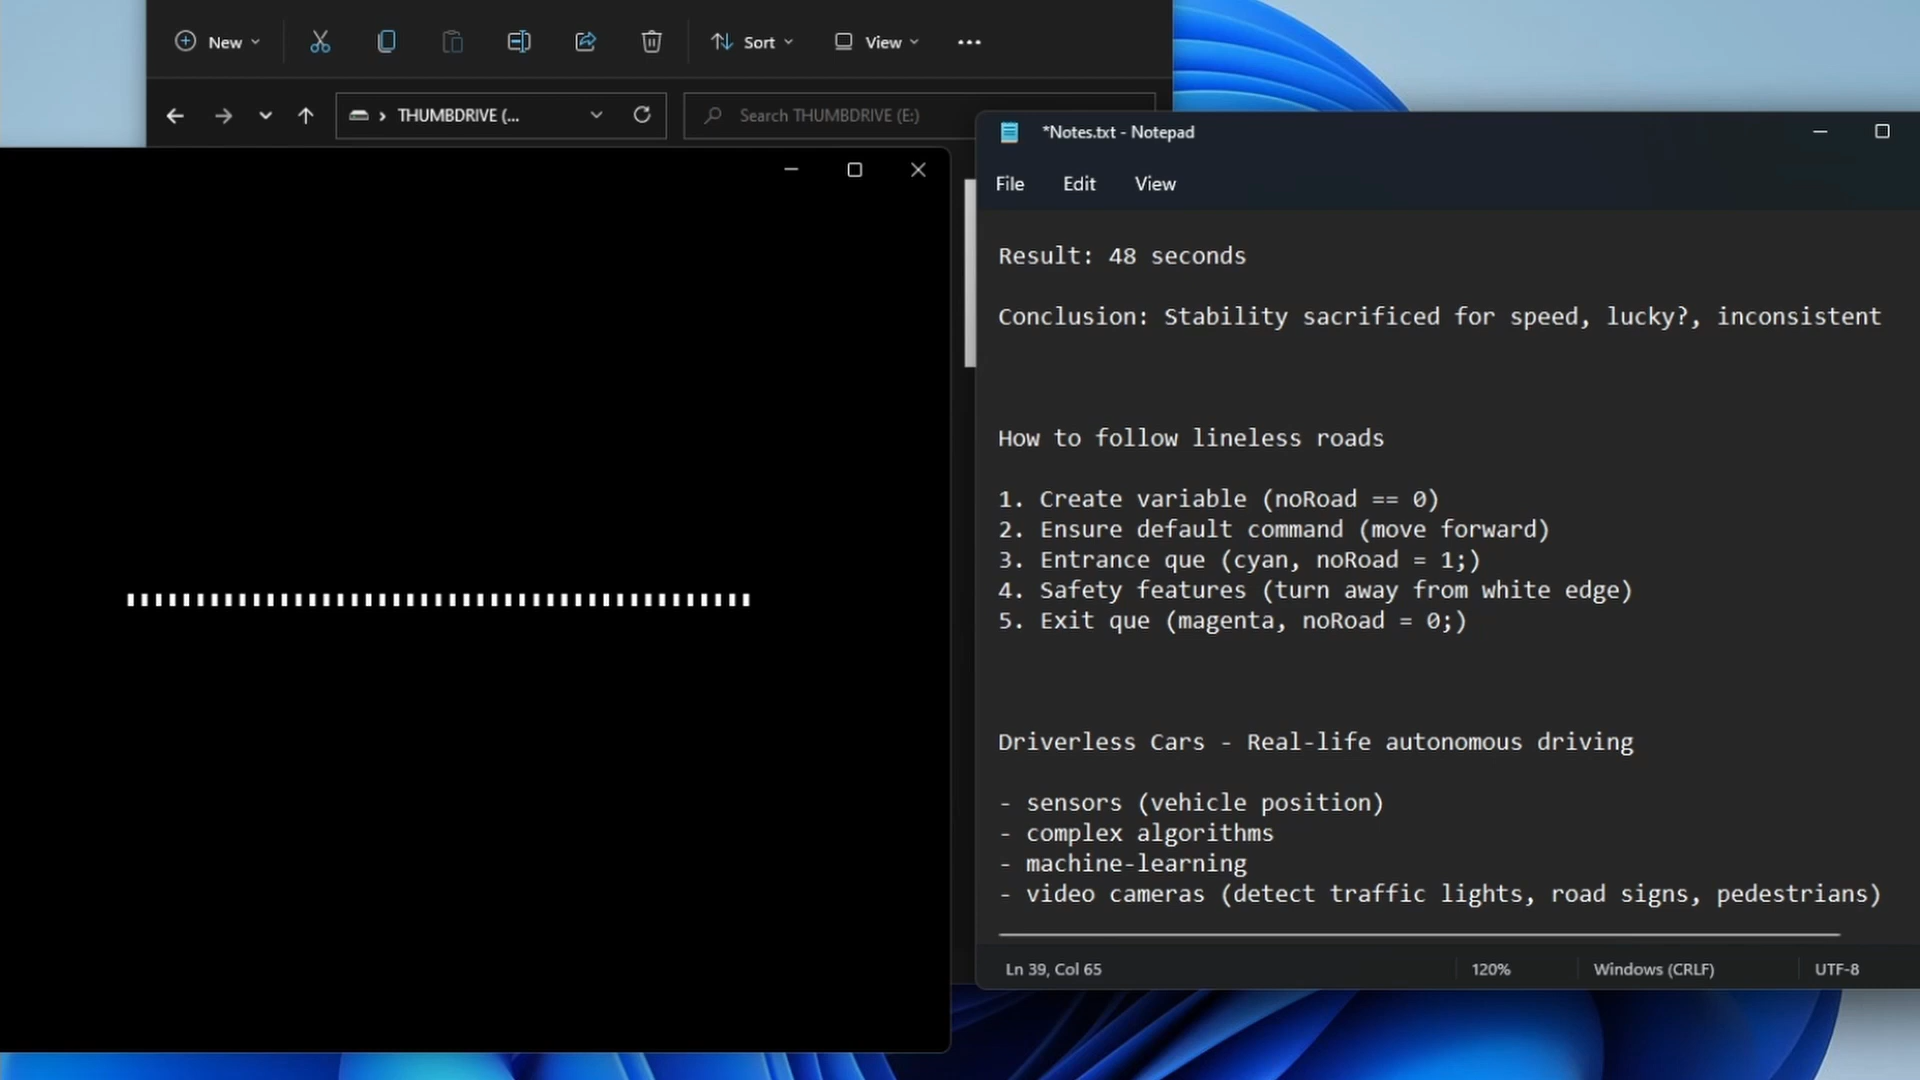 New
Sort
View
THUMBDRIVE (...
Search THUMBDRIVE (E:)
*Notes.txt - Notepad
File Edit View
Result: 48 seconds
Conclusion: Stability sacrificed for speed, lucky?, inconsistent
How to follow lineless roads
1. Create variable (noRoad == 0)
2. Ensure default command (move forward)
3. Entrance que (cyan, noRoad = 1;)
4. Safety features (turn away from white edge)
5. Exit que (magenta, noRoad = 0;)
Driverless Cars - Real-life autonomous driving
- sensors (vehicle position)
- complex algorithms
- machine-learning
- video cameras (detect traffic lights, road signs, pedestrians)
Ln 39, Col 65
120%
Windows (CRLF)
UTF-8